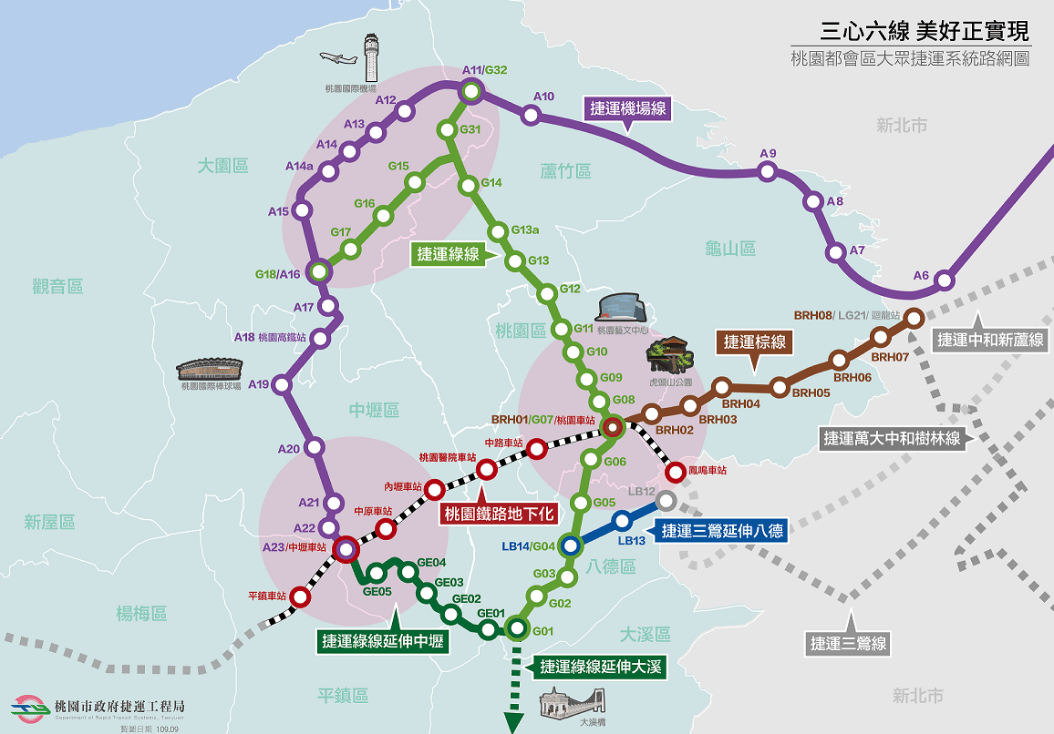 三心六線 美好正實現
桃園都會區大眾捷運系統路網圖
桃園國際機場
A11/G32
A12
A10
捷運機場線
新北市
A13
G31
A14
大園區
A14a
G15
蘆竹區
A9
G14
G16
A15
A8
G17
G13a
龜山區
捷運綠線
A7
G13
G18/A16
A6
觀音區
G12
A17
BRH08/ LG21/ 迴龍站
桃園區
G11
桃園藝文中心
A18 桃園高鐵站
捷運棕線
捷運中和新蘆線
G10
BRH07
虎頭山公園
桃園國際棒球場
A19
G09
BRH06
G08
BRH04
BRH05
中壢區
BRH01/G07/桃園車站
BRH03
BRH02
中路車站
捷運萬大中和樹林線
A20
桃園醫院車站
G06
鳳鳴車站
內壢車站
LB12
A21
G05
中原車站
桃園鐵路地下化
新屋區
A22
捷運三鶯延伸八德
LB13
A23/中壢車站
LB14/G04
GE04
八德區
G03
GE03
GE05
平鎮車站
GE02
G02
楊梅區
GE01
G01
大溪區
捷運綠線延伸中壢
捷運三鶯線
捷運綠線延伸大溪
平鎮區
新北市
桃園市政府捷運工程局
Department of Rapid Transit Systems, Taoyuan
大溪橋
製圖日期 109.09